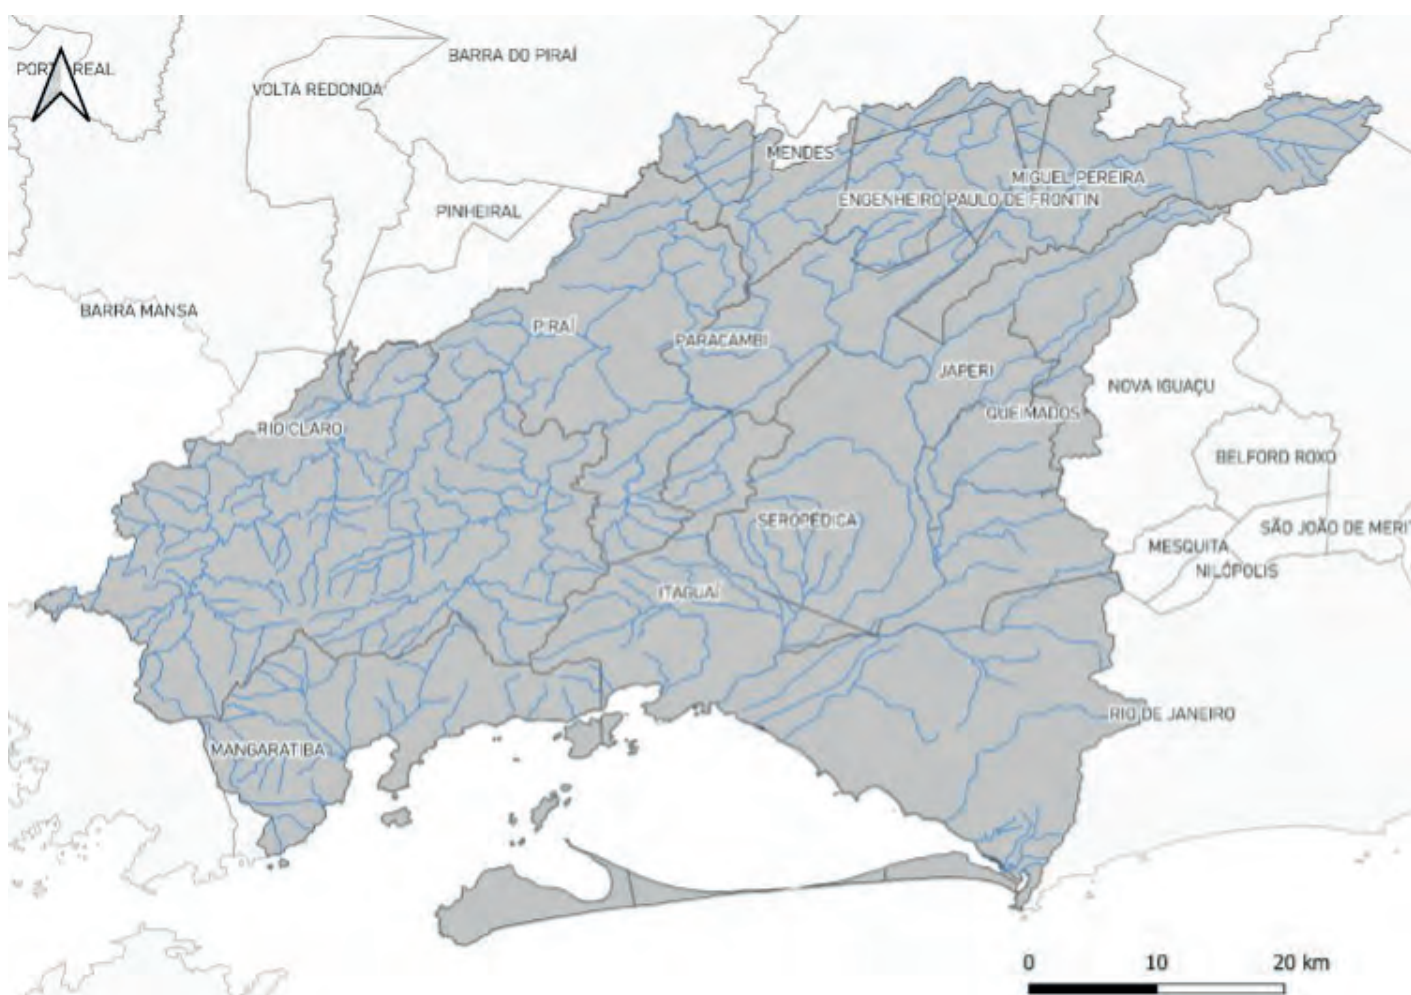 BARRA DO PIRAÍ
PORTO REAL
VOLTA REDONDA
MENDES
MIGUEL PEREIRA
ENGENHEIRO PAULO DE FRONTIN
PINHEIRAL
BARRA MANSA
PIRAÍ
PARACAMBI
JAPERI
NOVA IGUAÇU
QUEIMADOS
RIO CLARO
BELFORD ROXO
SEROPÉDICA
SÃO JOÃO DE MERIT
MESQUITA
NILÓPOLIS
ITAGUAÍ
RIO DE JANEIRO
MANGARATIBA
0 10 20 km